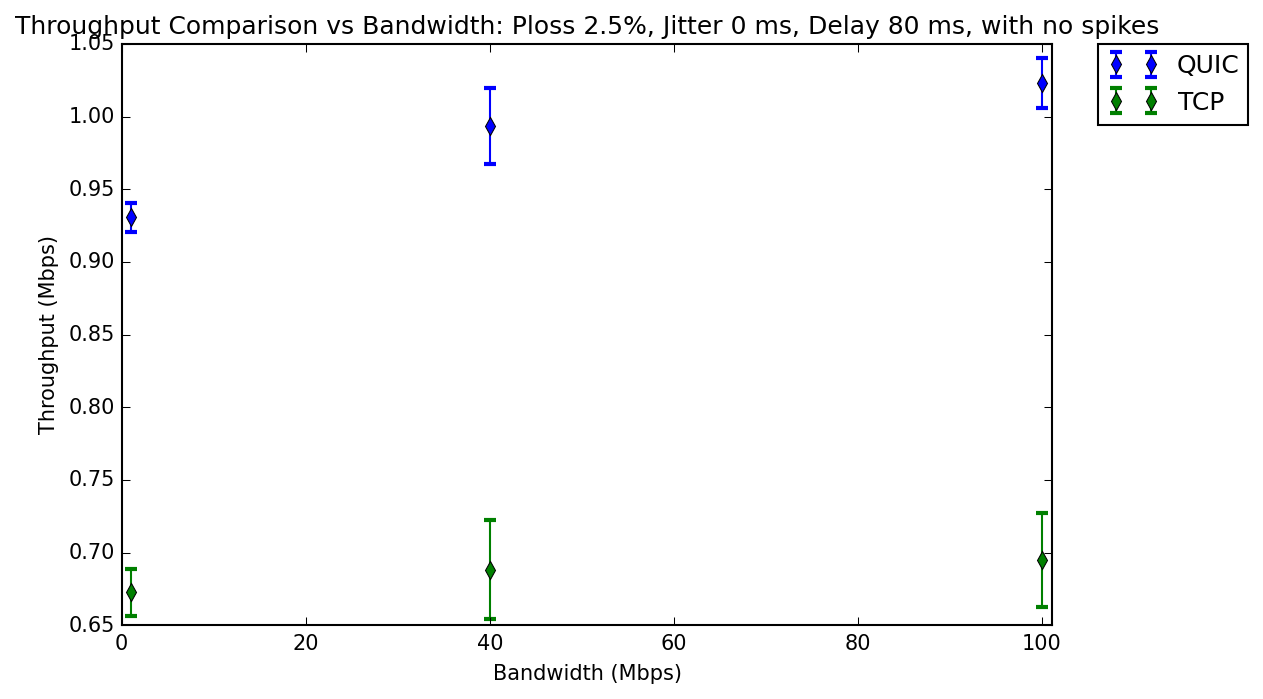 Throughput Comparison vs Bandwidth: Ploss 2.5%, Jitter 0 ms, Delay 80 ms, with no spikes
1.05
1.00
0.95
0.90
0.85
0.80
0.75
0.70
0.65
Throughput (Mbps)
0 20 40 60 80 100
Bandwidth (Mbps)
QUIC
TCP